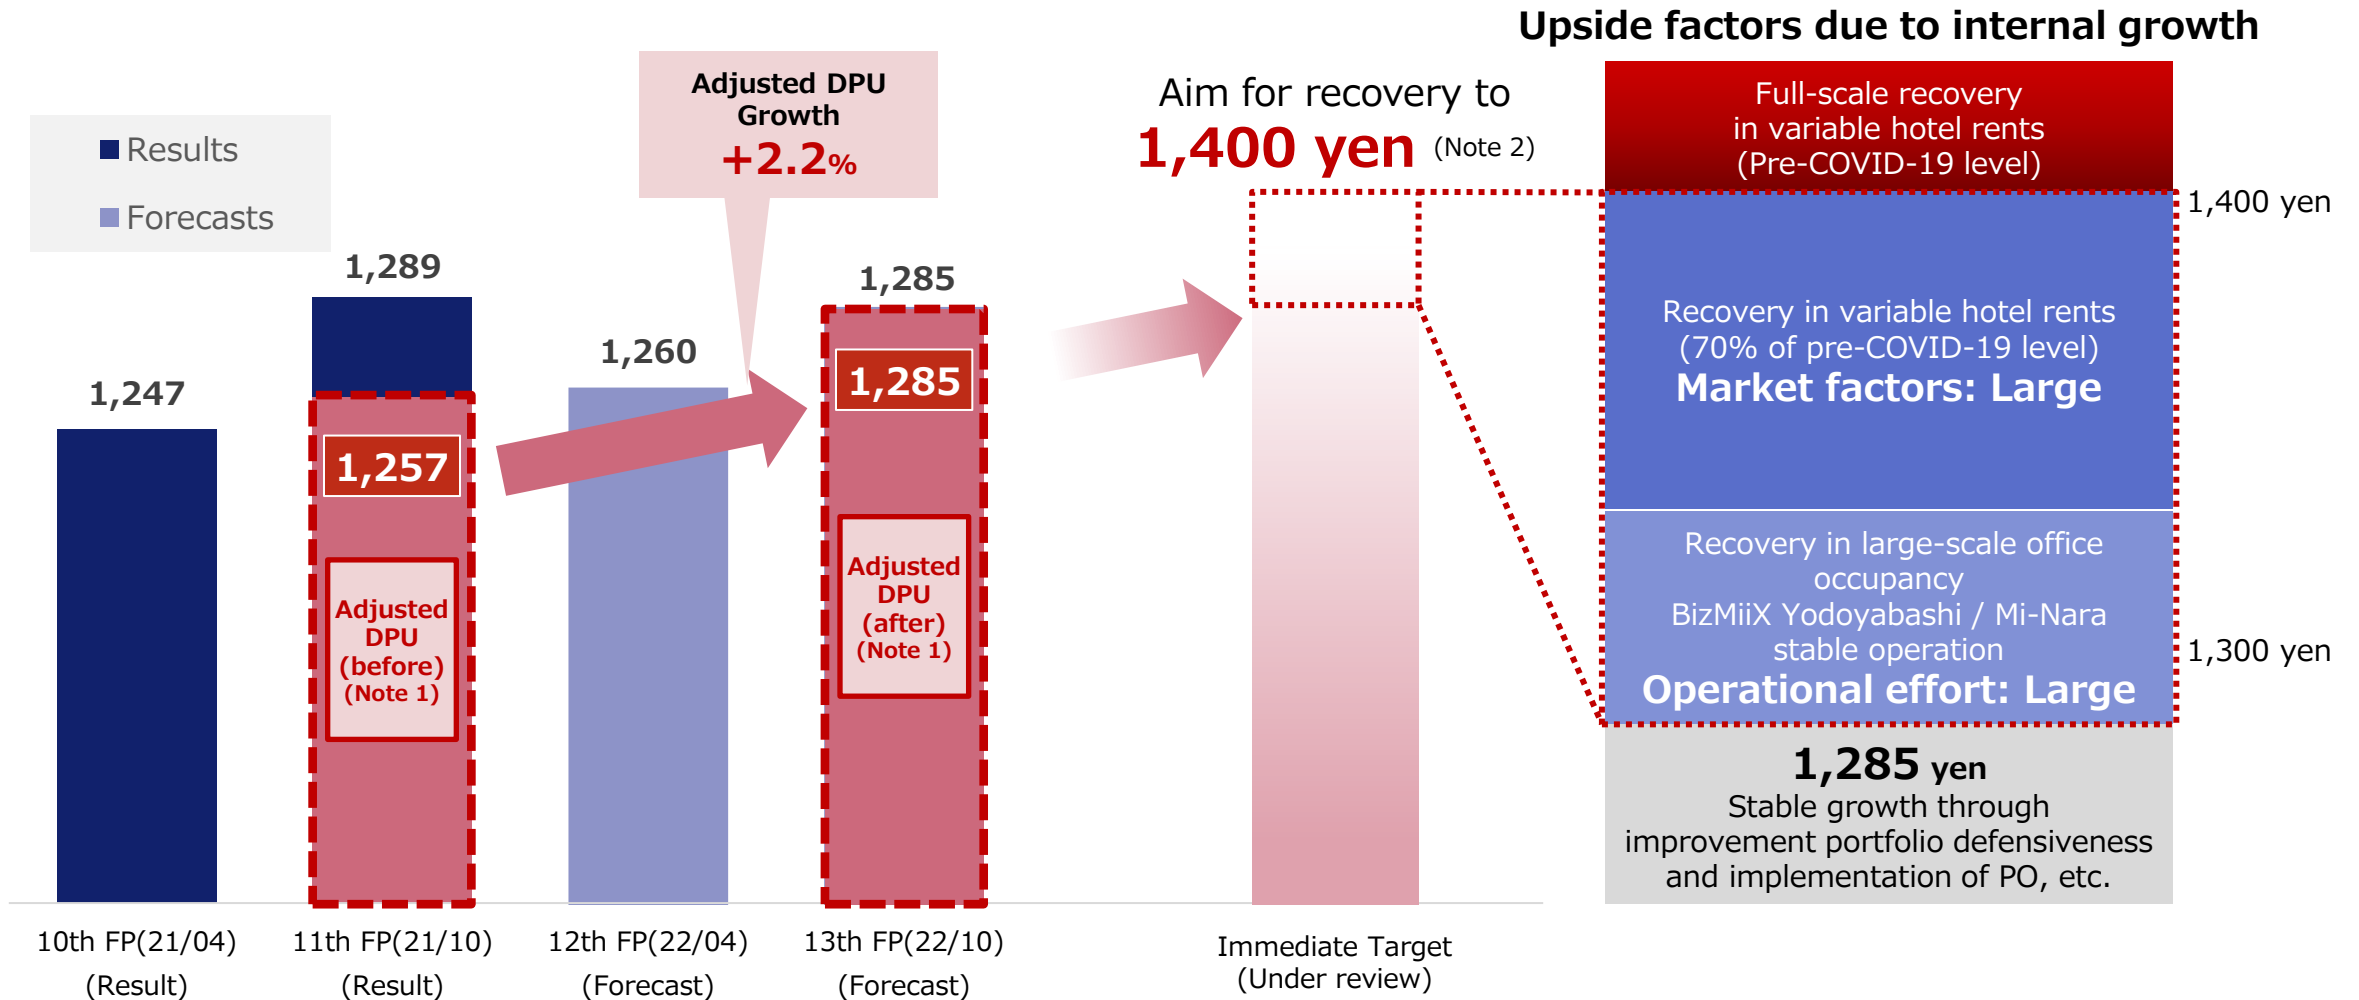 Upside factors due to internal growth
Results
Forecasts
Adjusted DPU
Growth
+2.2%
Aim for recovery to
1,400 yen (Note 2)
1,247
1,289
1,257
Adjusted
DPU
(before)
(Note 1)
1,260
1,285
1,285
Adjusted
DPU
(after)
(Note 1)
10th FP(21/04)
(Result)
11th FP(21/10)
(Result)
12th FP(22/04)
(Forecast)
13th FP(22/10)
(Forecast)
Immediate Target
(Under review)
Full-scale recovery
in variable hotel rents
(Pre-COVID-19 level)
1,400 yen
Recovery in variable hotel rents
(70% of pre-COVID-19 level)
Market factors: Large
Recovery in large-scale office
occupancy
BizMiiX Yodoyabashi / Mi-Nara
stable operation
Operational effort: Large
1,300 yen
1,285 yen
Stable growth through
improvement portfolio defensiveness
and implementation of PO, etc.